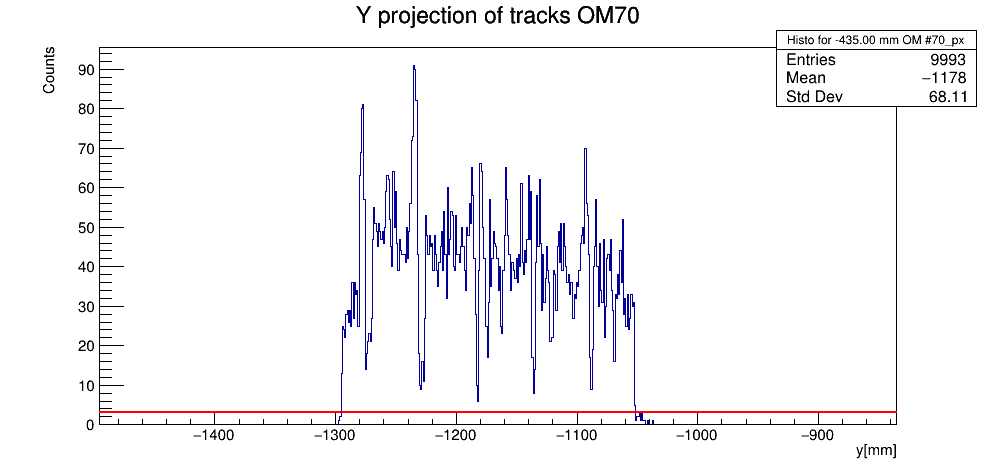 Y projection of tracks OM70
Histo for -435.00 mm OM #70_px
Entries 9993
Mean −1178
Std Dev 68.11
Counts
90
80
70
60
50
40
30
20
10
0
−1400 −1300 −1200 −1100 −1000 −900
y[mm]